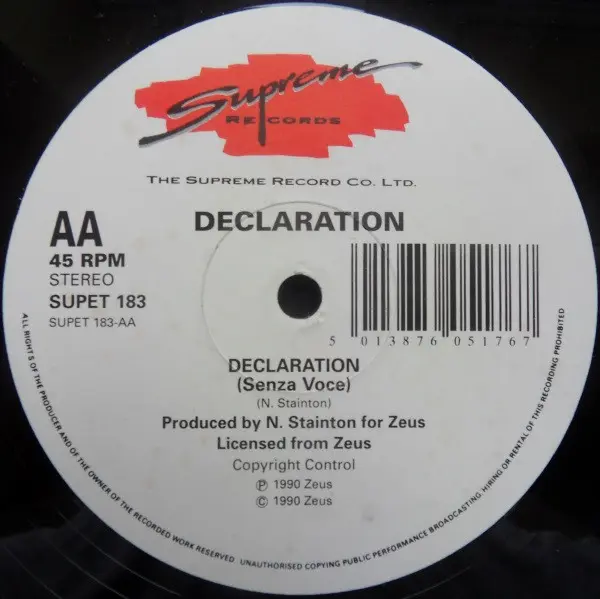 Supreme
RECORDS
THE SUPREME RECORD CO. LTD.
DECLARATION
AA
45 RPM
STEREO
SUPET 183
SUPET 183-AA
5 013876 051767
DECLARATION
(Senza Voce)
(N. Stainton)
Produced by N. Stainton for Zeus
Licensed from Zeus
Copyright Control
℗ 1990 Zeus
© 1990 Zeus
ALL RIGHTS OF THE PRODUCER AND OF THE OWNER OF THE RECORDED WORK RESERVED UNAUTHORISED COPYING PUBLIC PERFORMANCE BROADCASTING HIRING OR RENTAL OF THIS RECORDING PROHIBITED